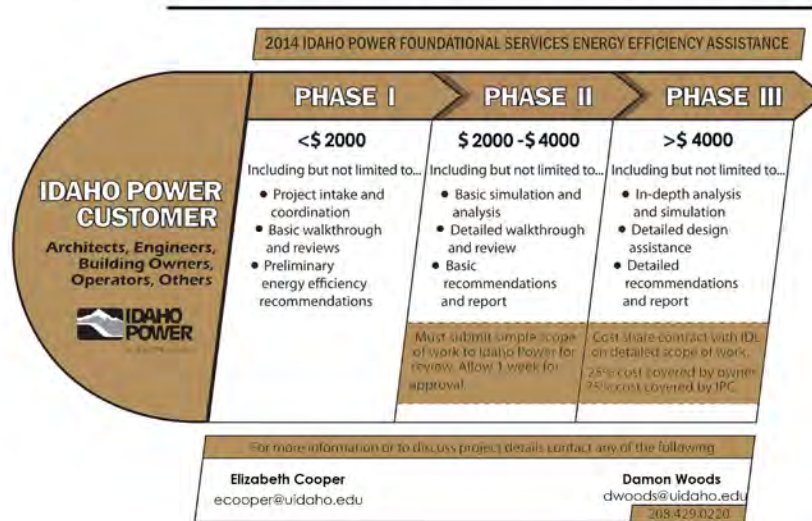 2014 IDAHO POWER FOUNDATIONAL SERVICES ENERGY EFFICIENCY ASSISTANCE
IDAHO POWER
CUSTOMER
Architects, Engineers,
Building Owners,
Operators, Others
IDAHO
POWER
PHASE I
<$ 2000
Including but not limited to...
• Project intake and
coordination
• Basic walkthrough
and reviews
• Preliminary
energy efficiency
recommendations
PHASE II
$ 2000 -$ 4000
Including but not limited to...
• Basic simulation and
analysis
• Detailed walkthrough
and review
• Basic
recommendations
and report
Must submit simple scope
of work to Idaho Power for
review. Allow 1 week for
approval
PHASE III
>$ 4000
Including but not limited to...
• In-depth analysis
and simulation
• Detailed design
assistance
• Detailed
recommendations
and report
Cost share contract with IDL
on detailed scope of work.
25% cost covered by owner
75% cost covered by IPC
For more information or to discuss project details contact any of the following
Elizabeth Cooper
ecooper@uidaho.edu
Damon Woods
dwoods@uidaho.edu
208.429.0220